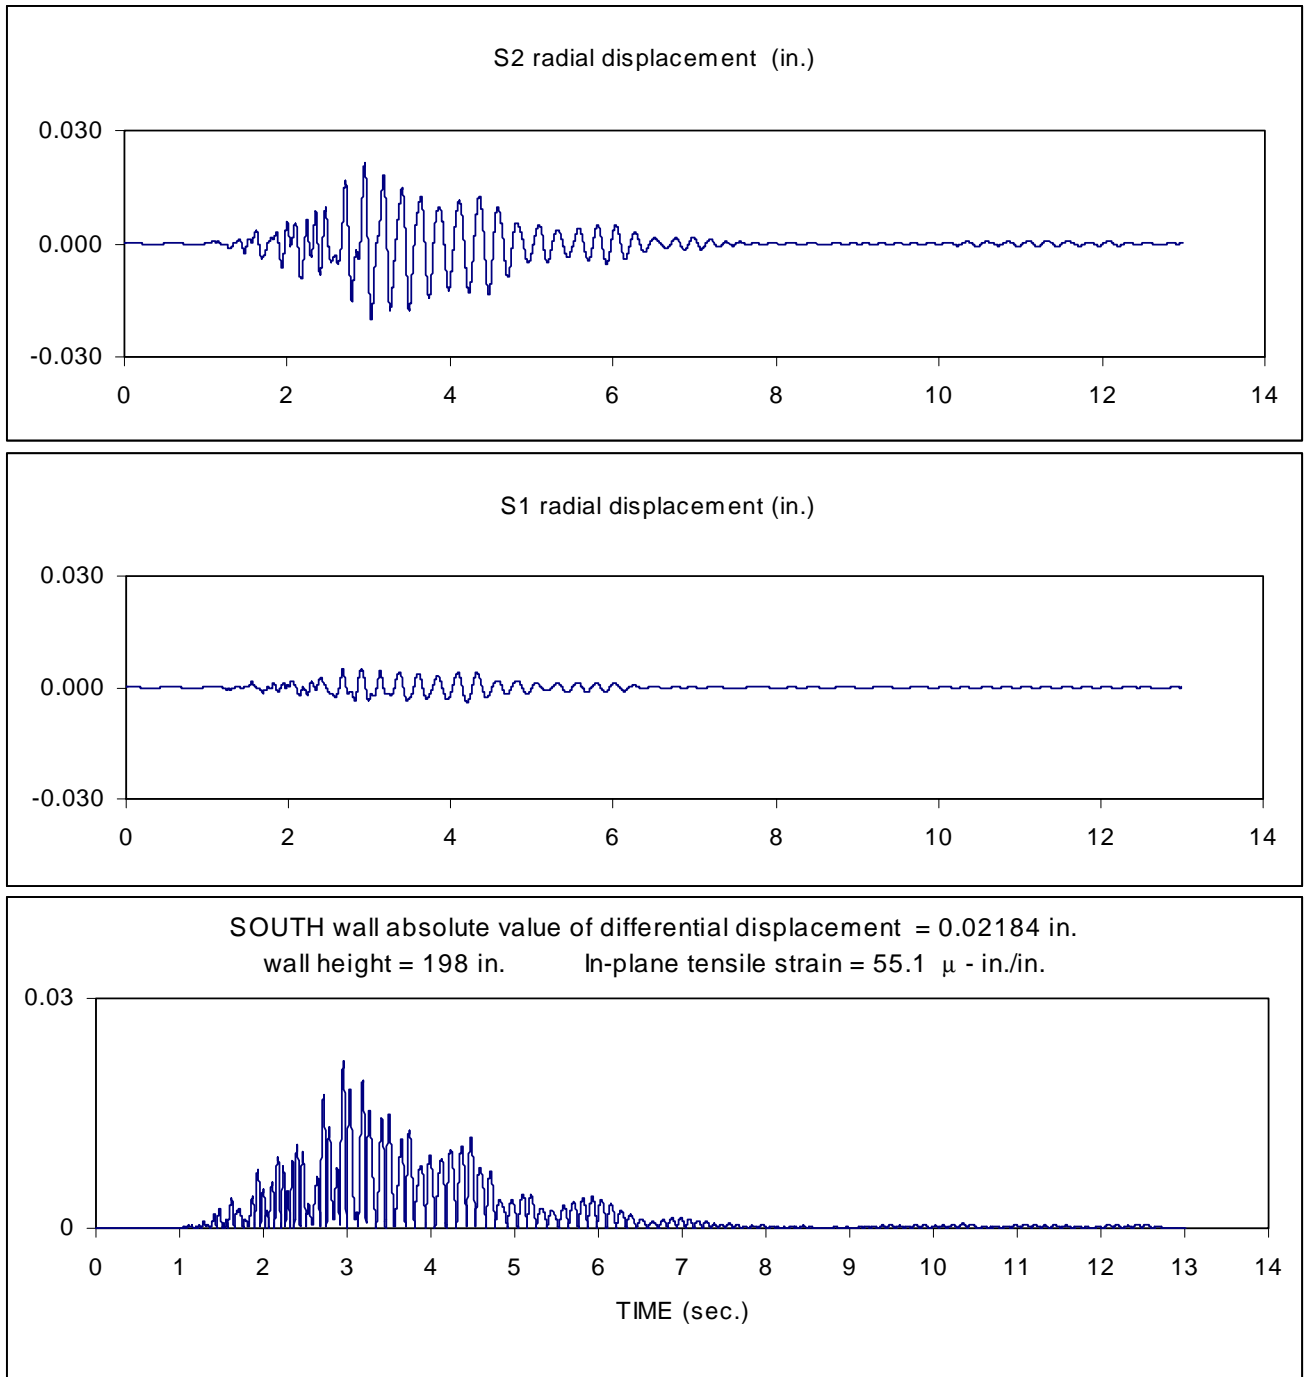 S2 radial displacement (in.)
0.030
0.000
-0.030
0 2 4 6 8 10 12 14
S1 radial displacement (in.)
0.030
0.000
-0.030
0 2 4 6 8 10 12 14
SOUTH wall absolute value of differential displacement = 0.02184 in.
wall height = 198 in. In-plane tensile strain = 55.1 μ - in./in.
0.03
0
0 1 2 3 4 5 6 7 8 9 10 11 12 13 14
TIME (sec.)